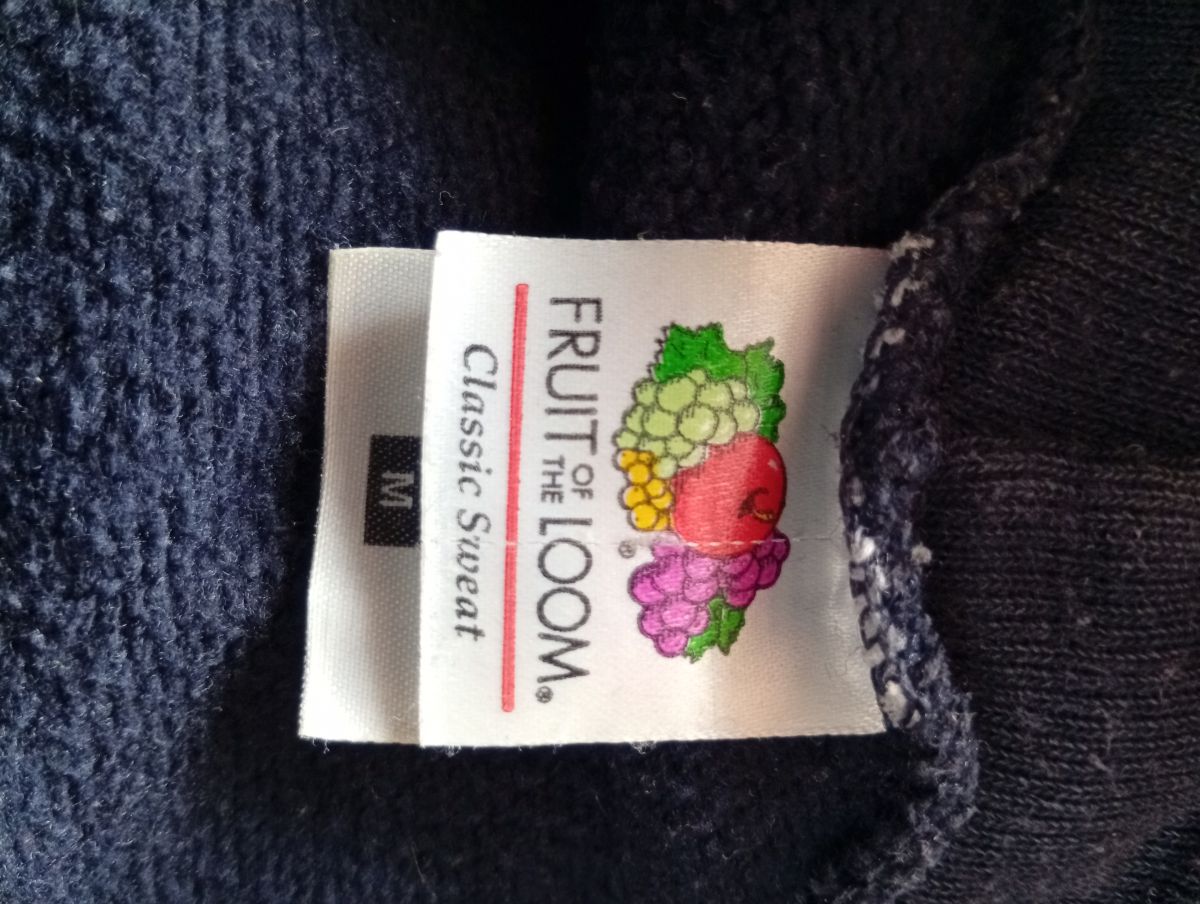 ®
FRUIT OF THE LOOM®
Classic Sweat
M